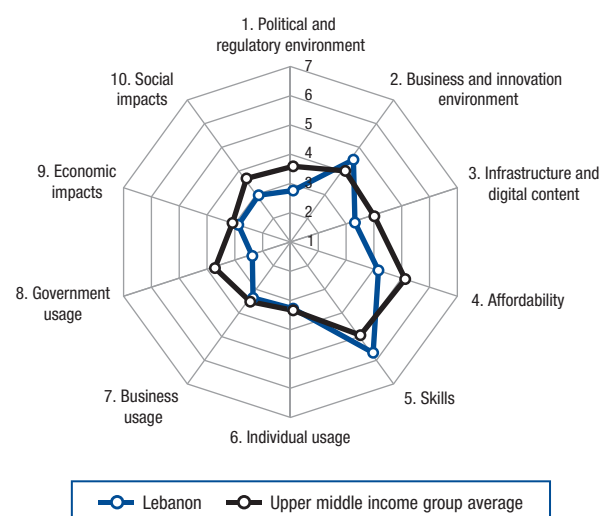 1. Political and
regulatory environment
7
6
5
4
3
2
1
2. Business and innovation
environment
3. Infrastructure and
digital content
4. Affordability
5. Skills
6. Individual usage
7. Business
usage
8. Government
usage
9. Economic
impacts
10. Social
impacts
Lebanon
Upper middle income group average